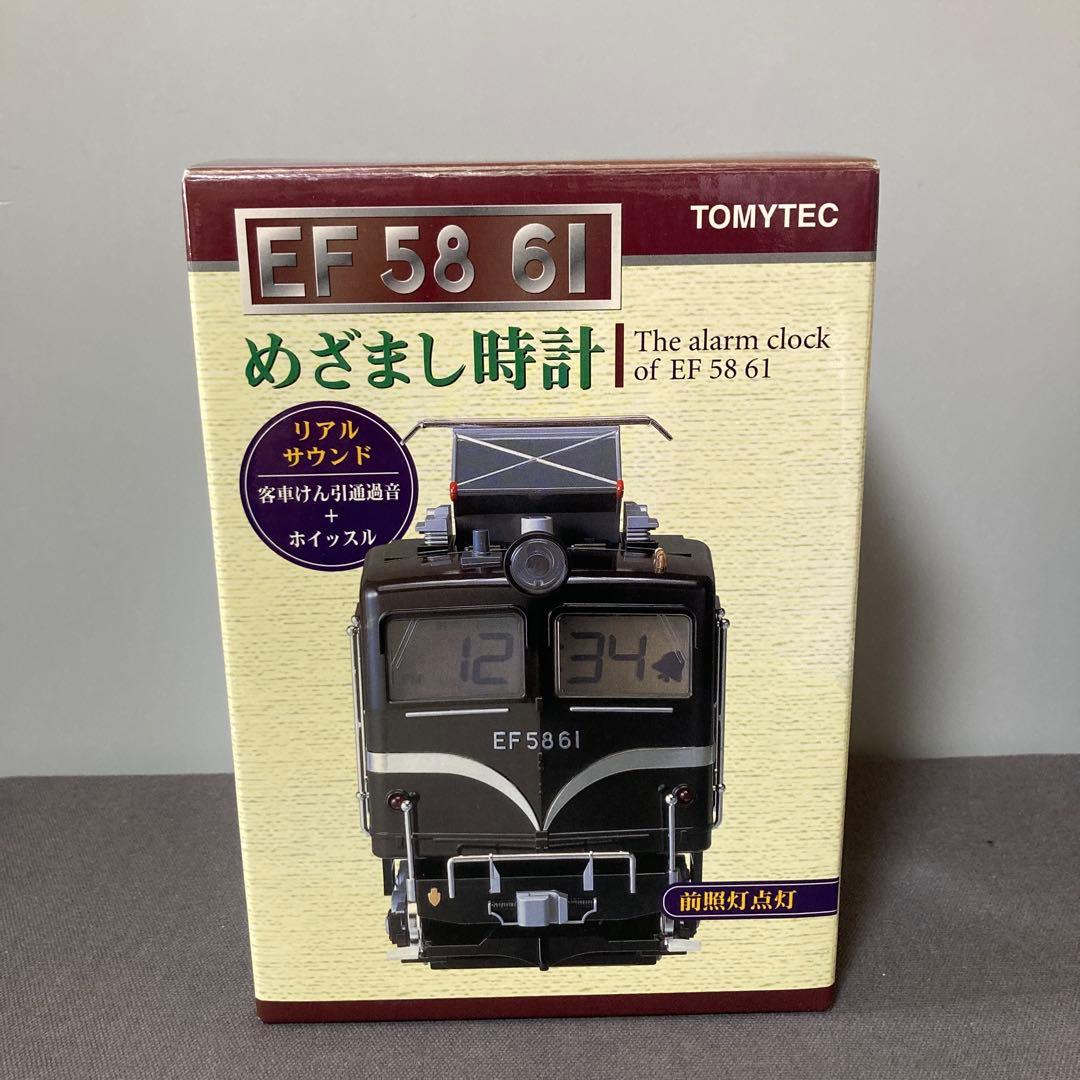 EF 58 61
TOMYTEC
めざまし時計
The alarm clock
of EF 58 61
リアル
サウンド
客車けん引通過音
+
ホイッスル
12
:34
EF5861
前照灯点灯